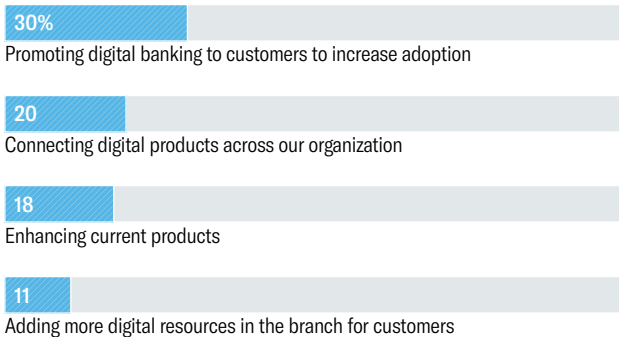 30%
Promoting digital banking to customers to increase adoption
20
Connecting digital products across our organization
18
Enhancing current products
11
Adding more digital resources in the branch for customers